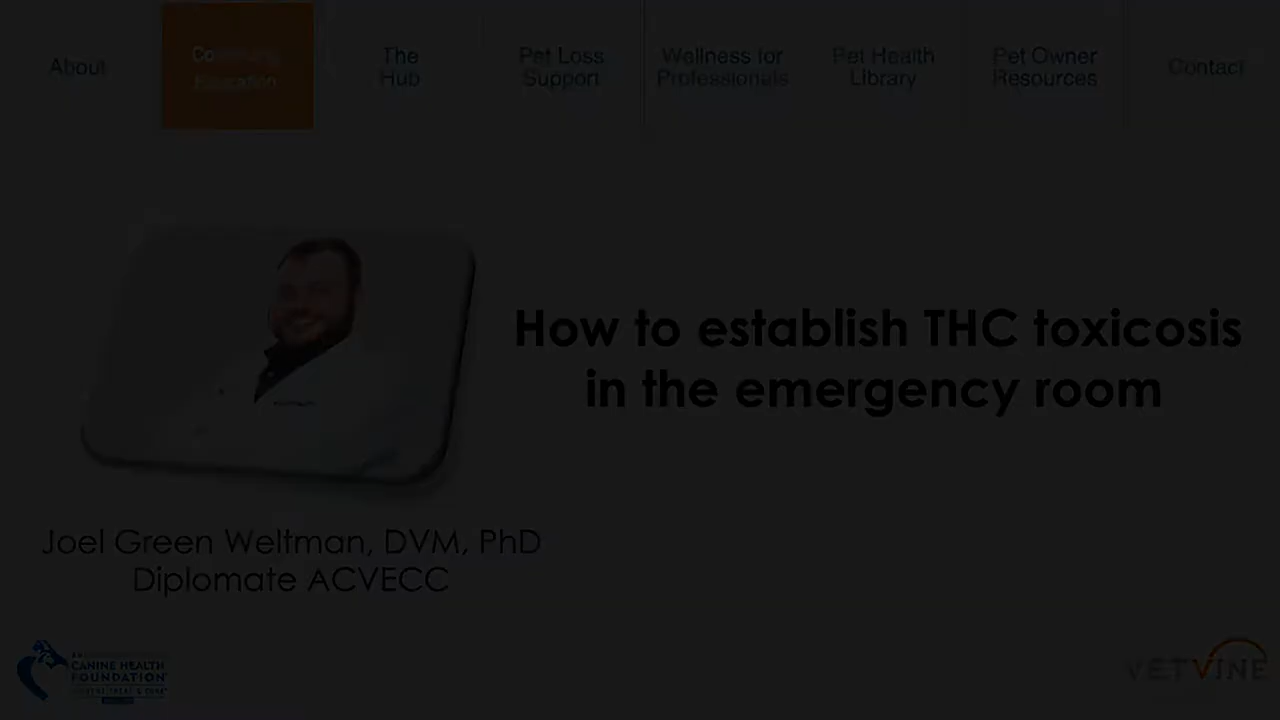 About
The
Hub
Pet Loss
Support
Wellness for
Professionals
Pet Health
Library
Pet Owner
Resources
Contact
Education
How to establish THC toxicosis
in the emergency room
Joel Green Weltman, DVM, PhD
Diplomate ACVECC
CANINE HEALTH
FOUNDATION
VETVINE